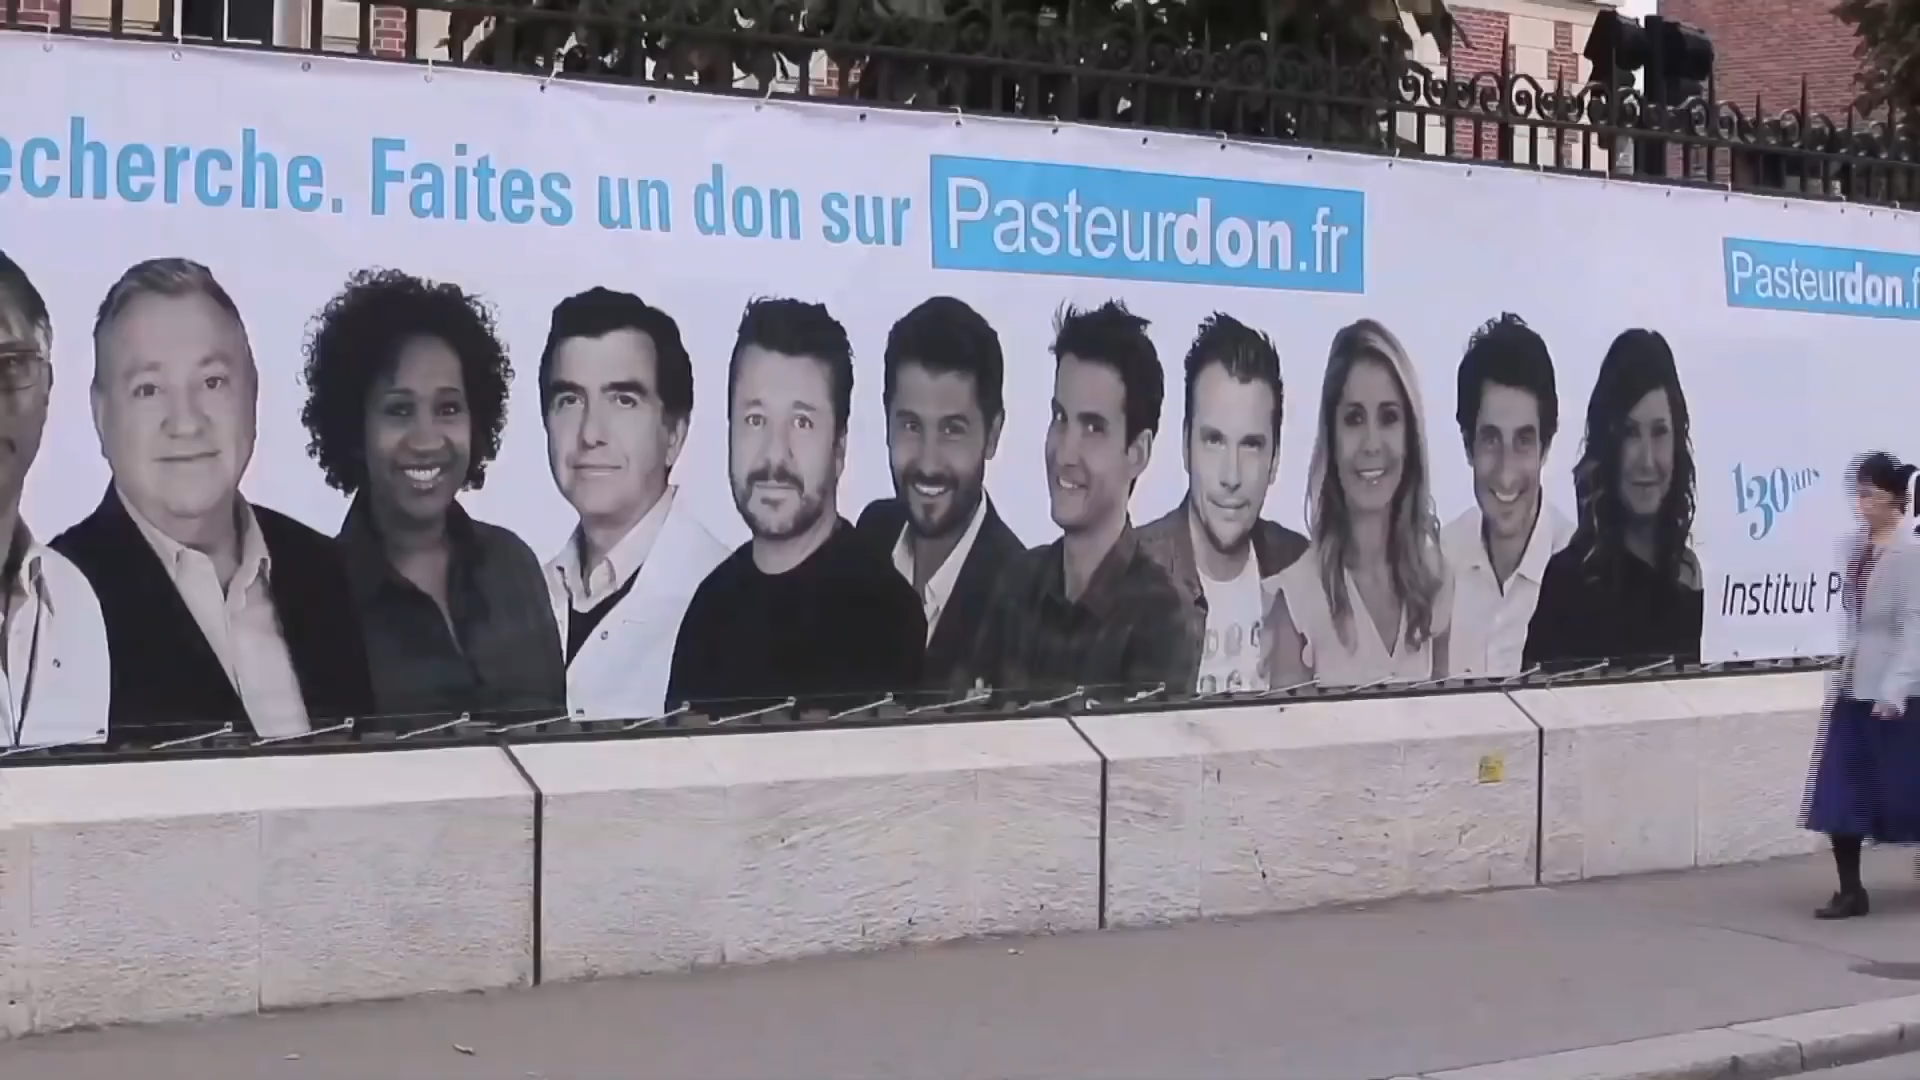 echerche. Faites un don sur Pasteurdon.fr
Pasteurdon.f
130 ans
Institut P